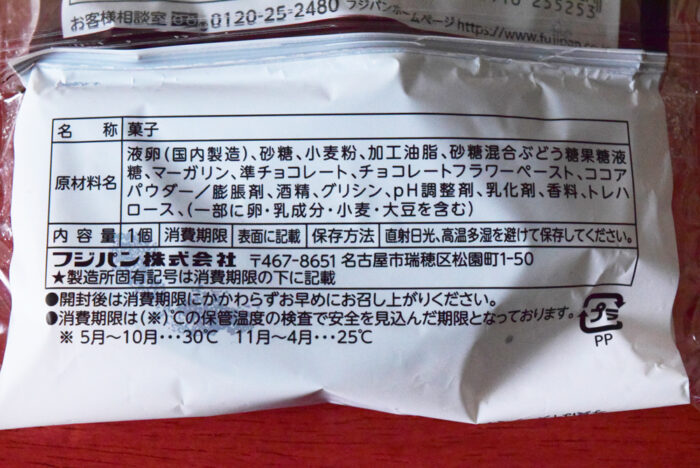 お客様相談室 0120-25-2480 フジパンホームページ https://www.fujipan.co
名 称 菓子
原材料名 液卵(国内製造)、砂糖、小麦粉、加工油脂、砂糖混合ぶどう糖果糖液
糖、マーガリン、準チョコレート、チョコレートフラワーペースト、ココア
パウダー/膨脹剤、酒精、グリシン、pH調整剤、乳化剤、香料、トレハ
ロース、(一部に卵・乳成分・小麦・大豆を含む)
内 容 量 1個 消費期限 表面に記載 保存方法 直射日光、高温多湿を避けて保存してください。
フジパン株式会社 〒467-8651 名古屋市瑞穂区松園町1-50
★製造所固有記号は消費期限の下に記載
●開封後は消費期限にかかわらずお早めにお召し上がりください。
●消費期限は(※)℃の保管温度の検査で安全を見込んだ期限となっております。
※ 5月~10月…30℃ 11月~4月…25℃
プラ
PP